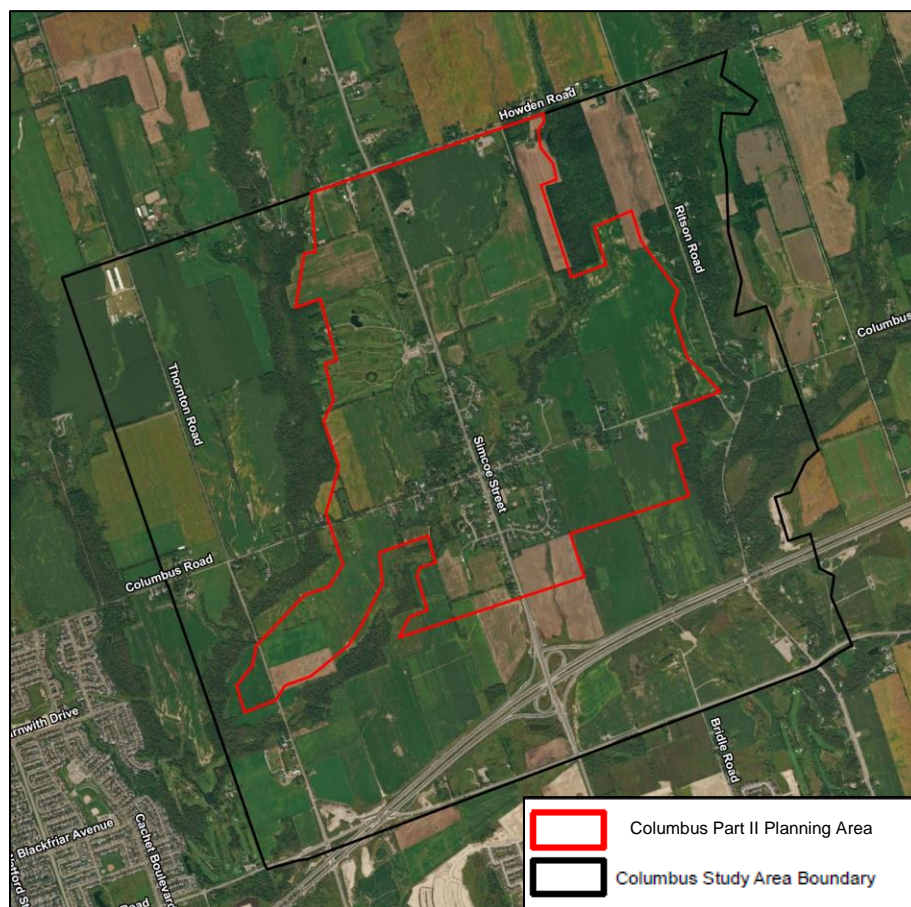 Howden Road
Ritson Road
Columbus
Thornton Road
Simcoe Street
Columbus Road
Bridle Road
Blackfriar Avenue
Cachet Boulevard
Drive
Road
Columbus Part II Planning Area
Columbus Study Area Boundary